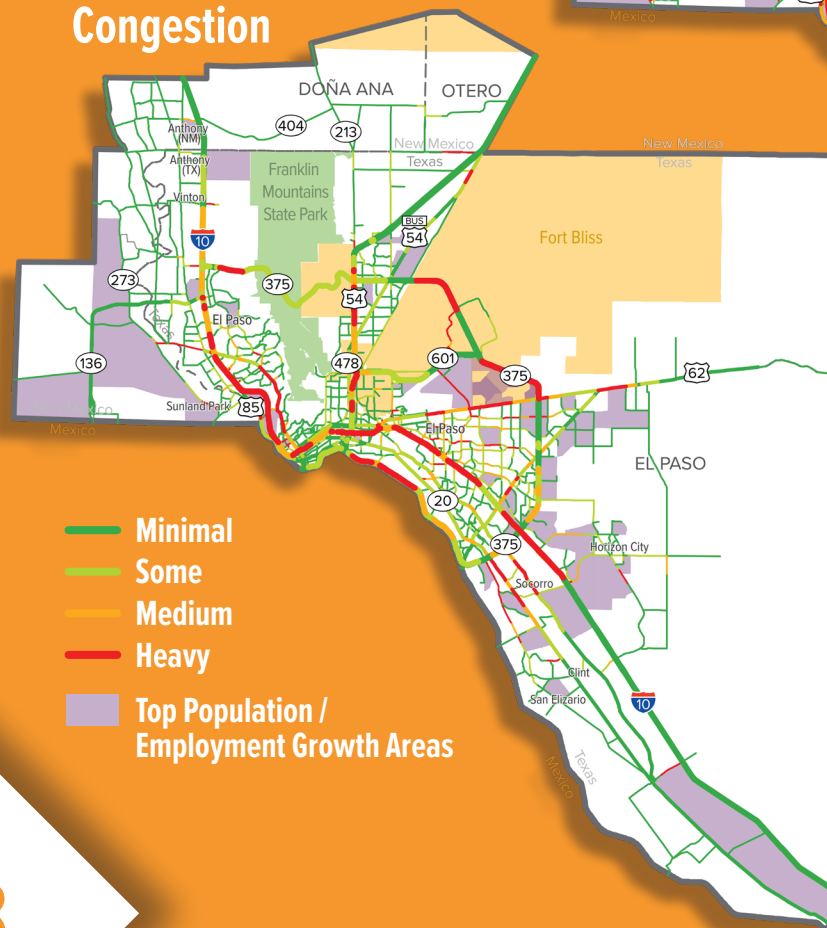 Mexico
Congestion
DOÑA ANA
OTERO
404
213
Anthony
(NM)
New Mexico
Texas
New Mexico
Texas
Anthony
(TX)
Franklin
Mountains
State Park
Vinton
BUS
54
10
Fort Bliss
273
375
54
Texas
El Paso
136
478
601
375
62
Sunland Park
85
Mexico
El Paso
EL PASO
20
375
Horizon City
Socorro
Clint
San Elizario
10
Texas
Mexico
Minimal
Some
Medium
Heavy
Top Population /
Employment Growth Areas